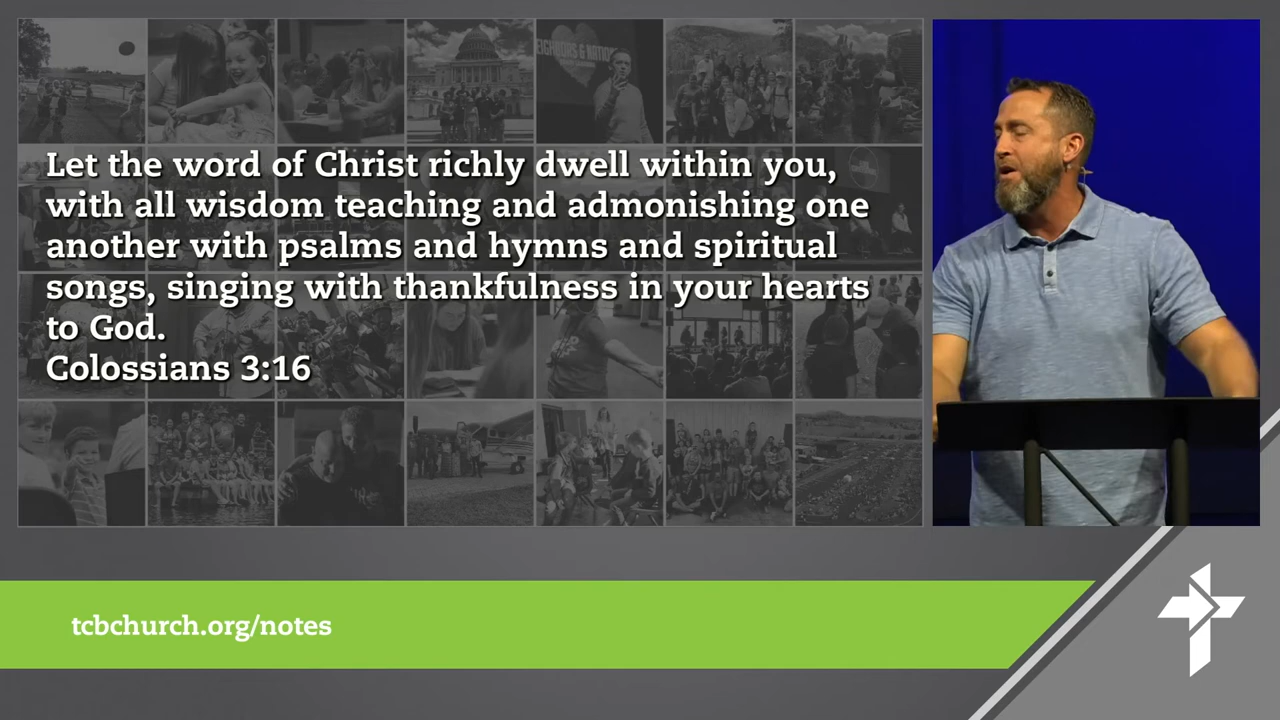 EIGHBORS & NATIO
Let the word of Christ richly dwell within you,
with all wisdom teaching and admonishing one
another with psalms and hymns and spiritual
songs, singing with thankfulness in your hearts
to God.
Colossians 3:16
tcbchurch.org/notes